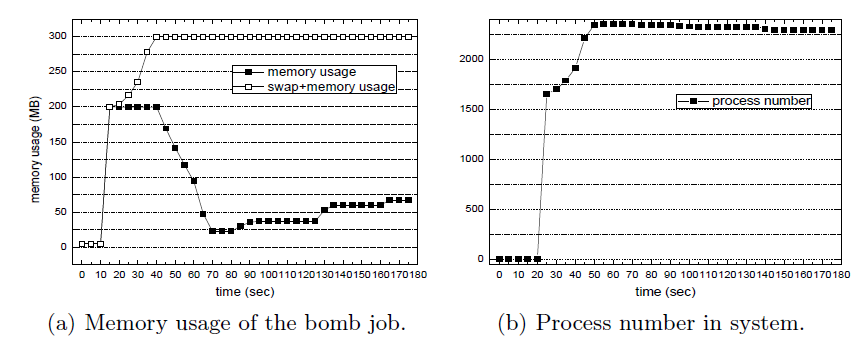 300
250
200
150
100
50
0
memory usage (MB)
memory usage
swap+memory usage
0 10 20 30 40 50 60 70 80 90 100 110 120 130 140 150 160 170 180
time (sec)
(a) Memory usage of the bomb job.
2000
1500
1000
500
0
process number
0 10 20 30 40 50 60 70 80 90 100 110 120 130 140 150 160 170 180
time (sec)
(b) Process number in system.